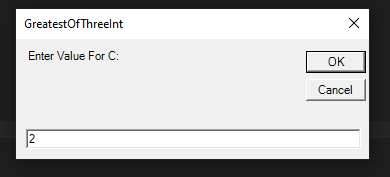 GreatestOfThreeInt
Enter Value For C:
OK
Cancel
2